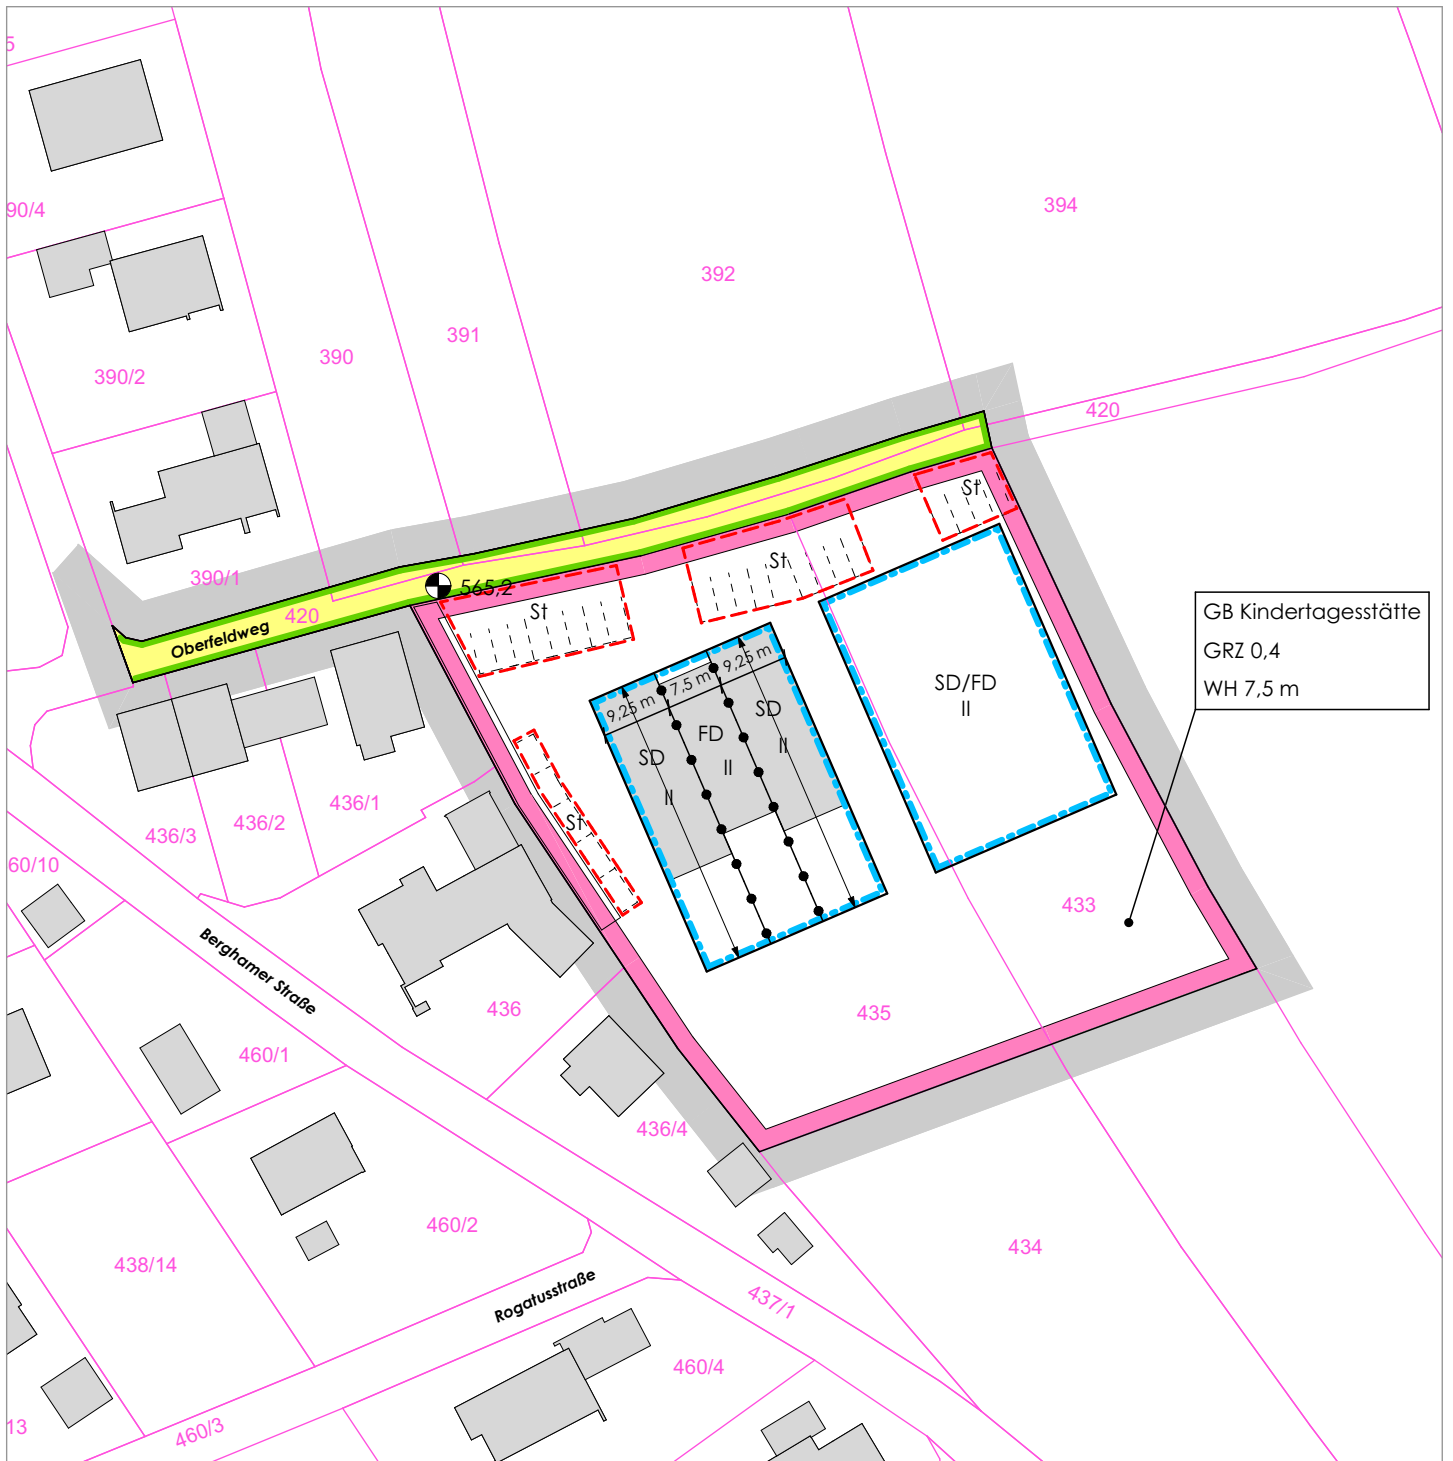 5
90/4
394
392
391
390
390/2
420
390/1
565,2
420
Oberfeldweg
St
St
St
GB Kindertagesstätte
GRZ 0,4
WH 7,5 m
SD/FD
II
9,25 m
7,5 m
9,25 m
SD
FD
SD
II
II
II
St
436/1
436/2
436/3
60/10
433
435
436
Berghamer Straße
460/1
436/4
460/2
434
438/14
Rogatusstraße
437/1
460/4
460/3
13